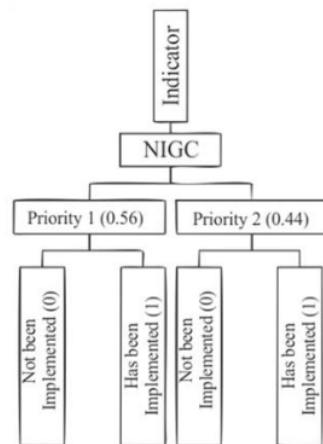 Indicator
NIGC
Priority 1 (0.56)
Priority 2 (0.44)
Not been
Implemented (0)
Has been
Implemented (1)
Not been
Implemented (0)
Has been
Implemented (1)